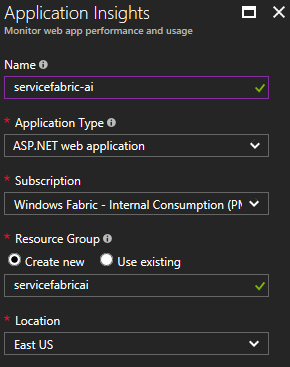 Application Insights
Monitor web app performance and usage
Name
servicefabric-ai
* Application Type
ASP.NET web application
* Subscription
Windows Fabric - Internal Consumption (PM
* Resource Group
Create new Use existing
servicefabricai
* Location
East US